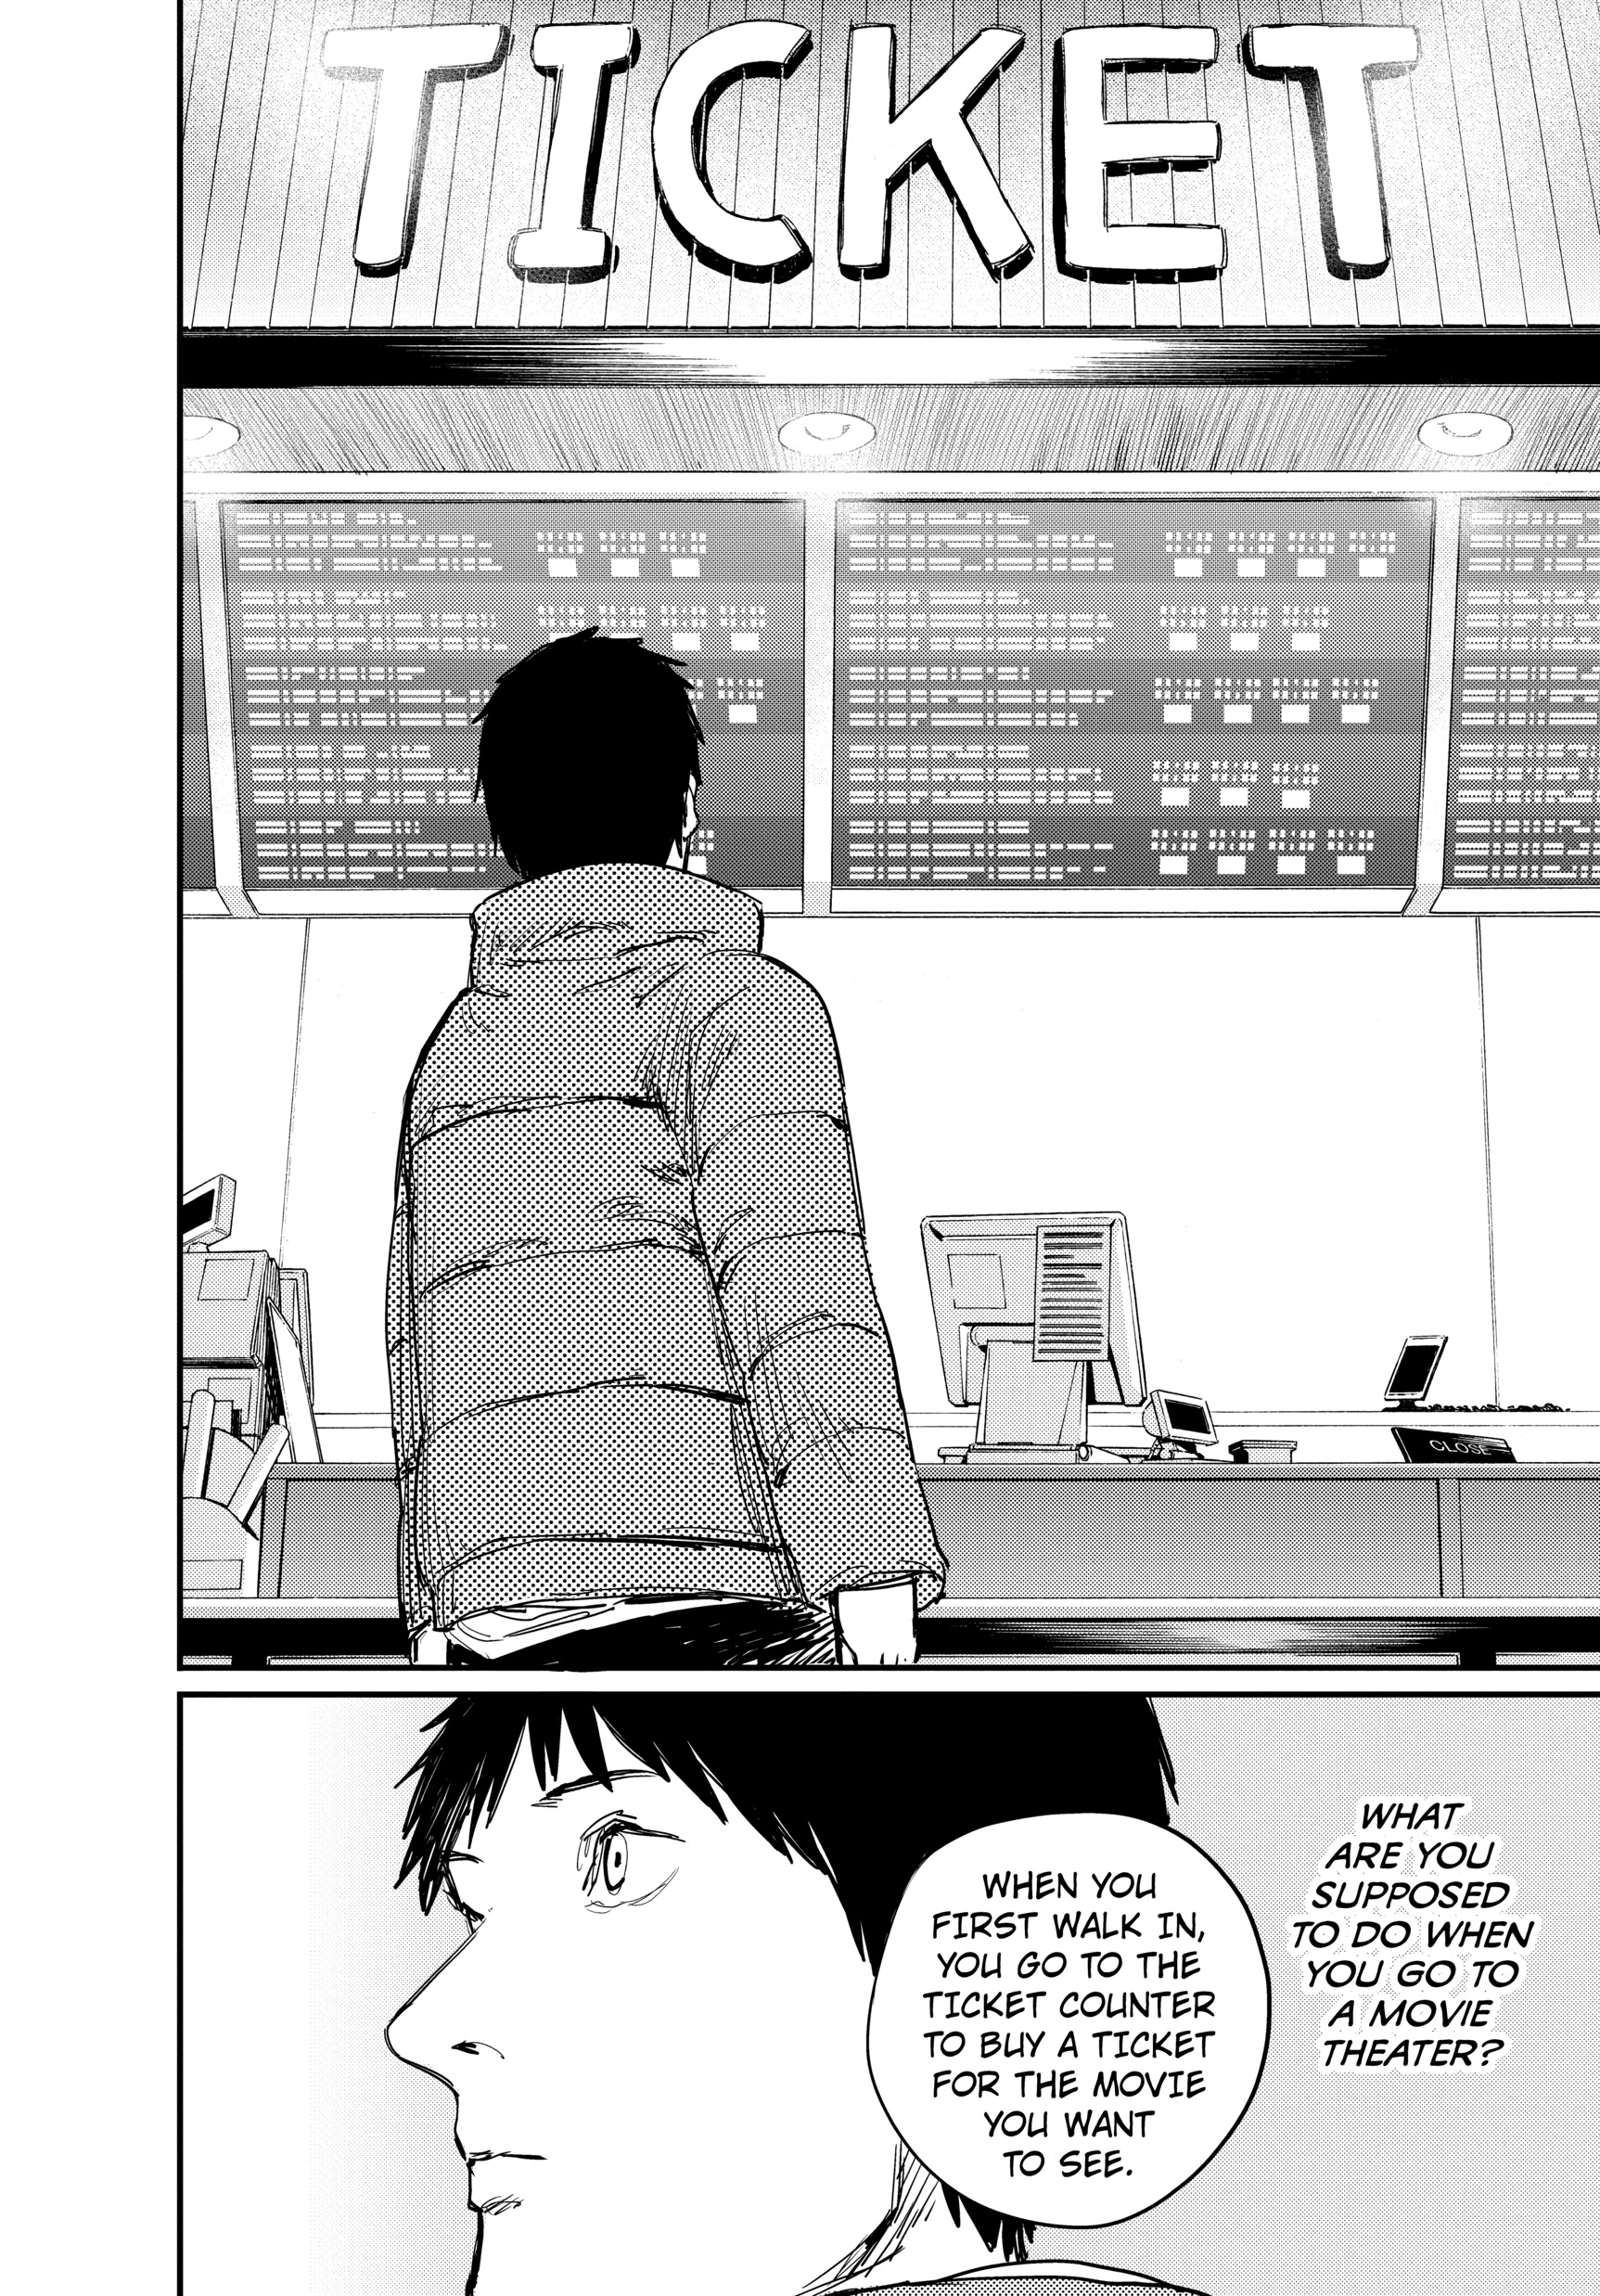 TICKET
CLOSE
WHAT
ARE YOU
SUPPOSED
TO DO WHEN
YOU GO TO
A MOVIE
THEATER?
WHEN YOU
FIRST WALK IN,
YOU GO TO THE
TICKET COUNTER
TO BUY A TICKET
FOR THE MOVIE
YOU WANT
TO SEE.